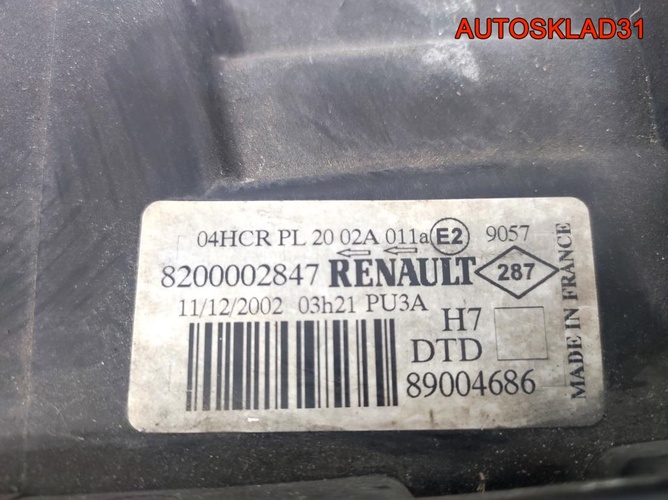 AUTOSKLAD31
04HCR PL 20 02A 011a E2 9057
8200002847 RENAULT 287
11/12/2002 03h21 PU3A
H7
DTD
89004686
MADE IN FRANCE